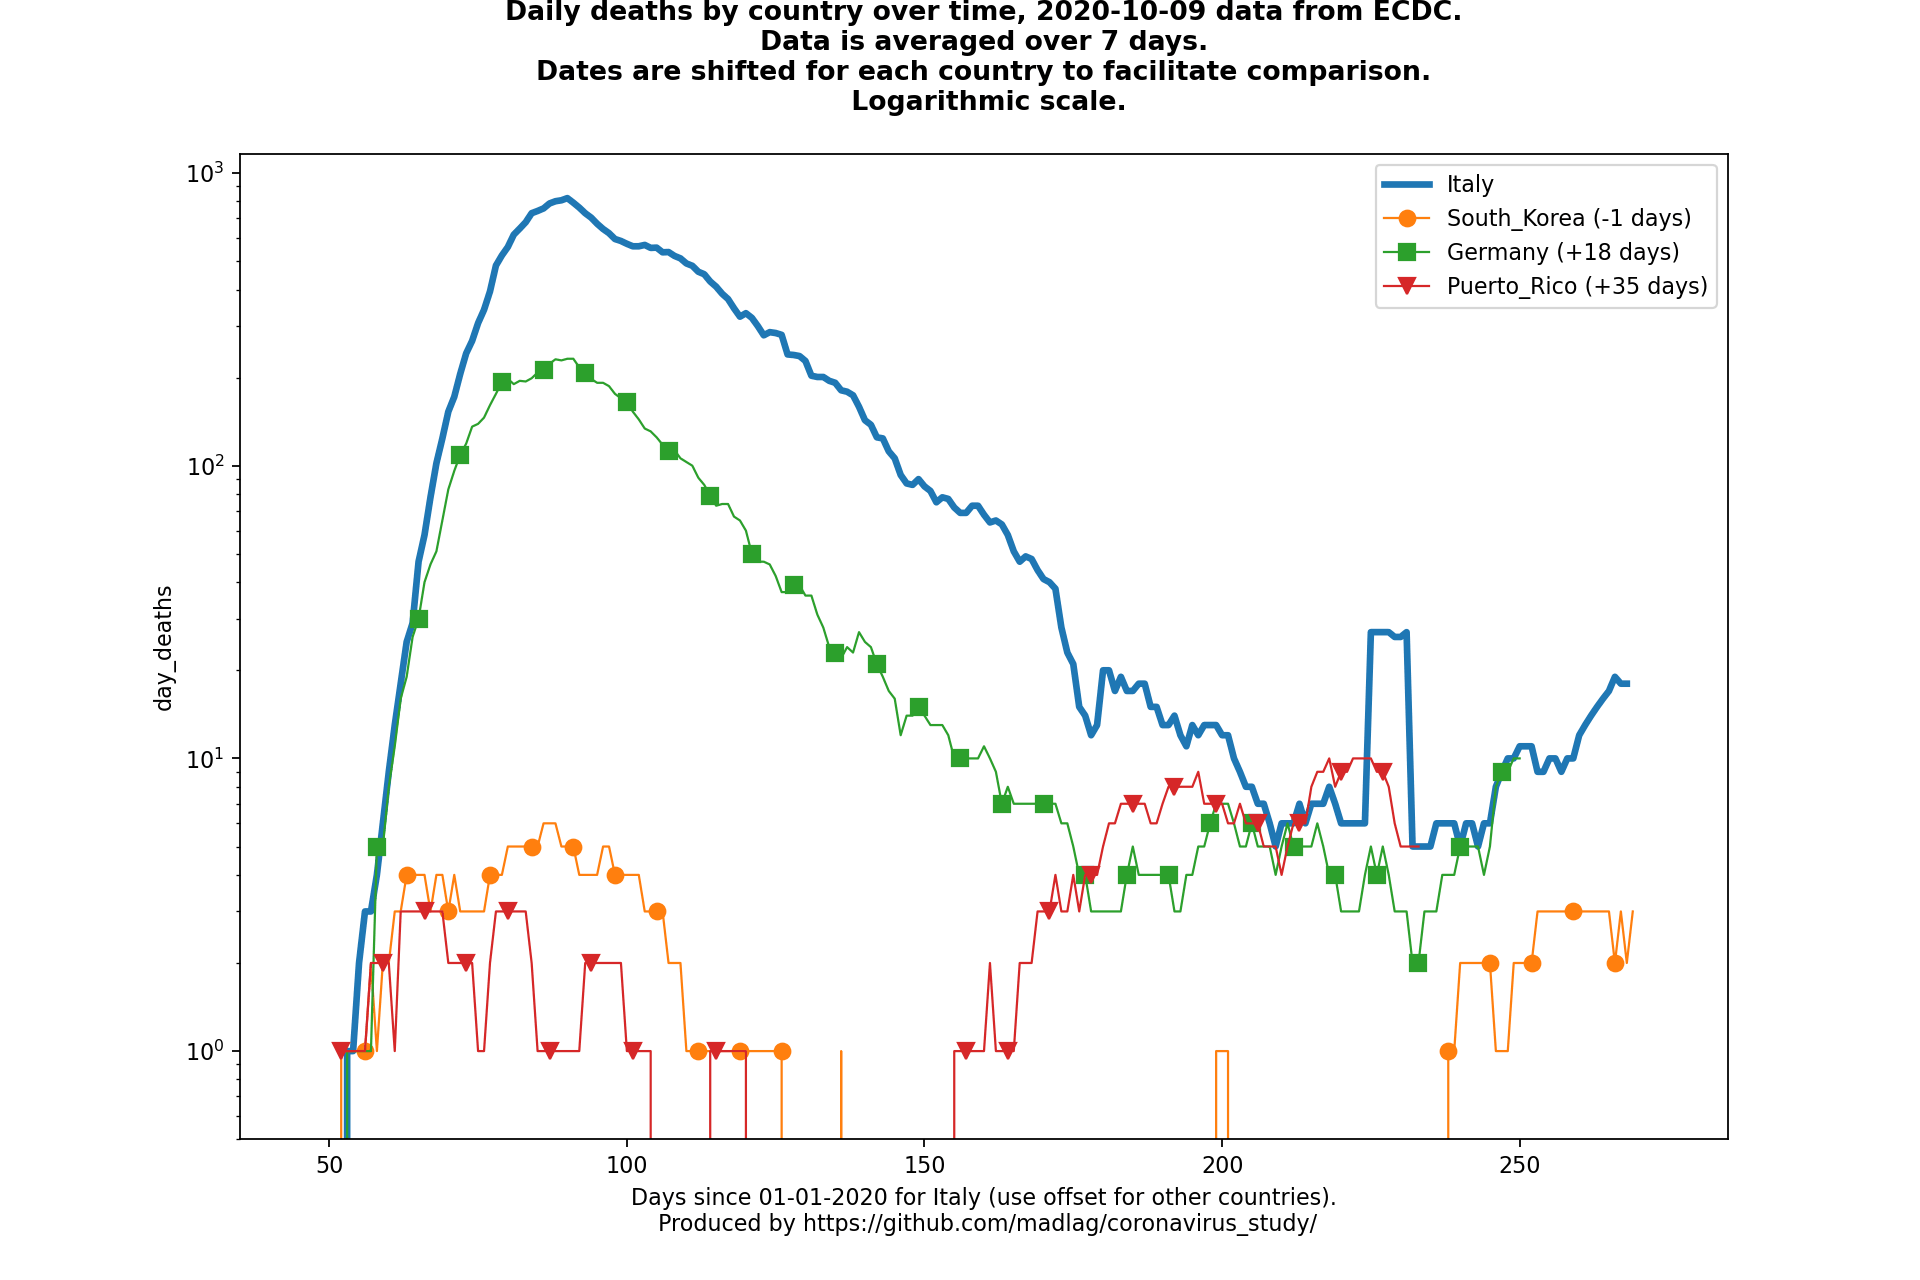 Daily deaths by country over time, 2020-10-09 data from ECDC.
Data is averaged over 7 days.
Dates are shifted for each country to facilitate comparison.
Logarithmic scale.
10³
10²
10¹
10⁰
day_deaths
Italy
South_Korea (-1 days)
Germany (+18 days)
Puerto_Rico (+35 days)
50 100 150 200 250
Days since 01-01-2020 for Italy (use offset for other countries).
Produced by https://github.com/madlag/coronavirus_study/